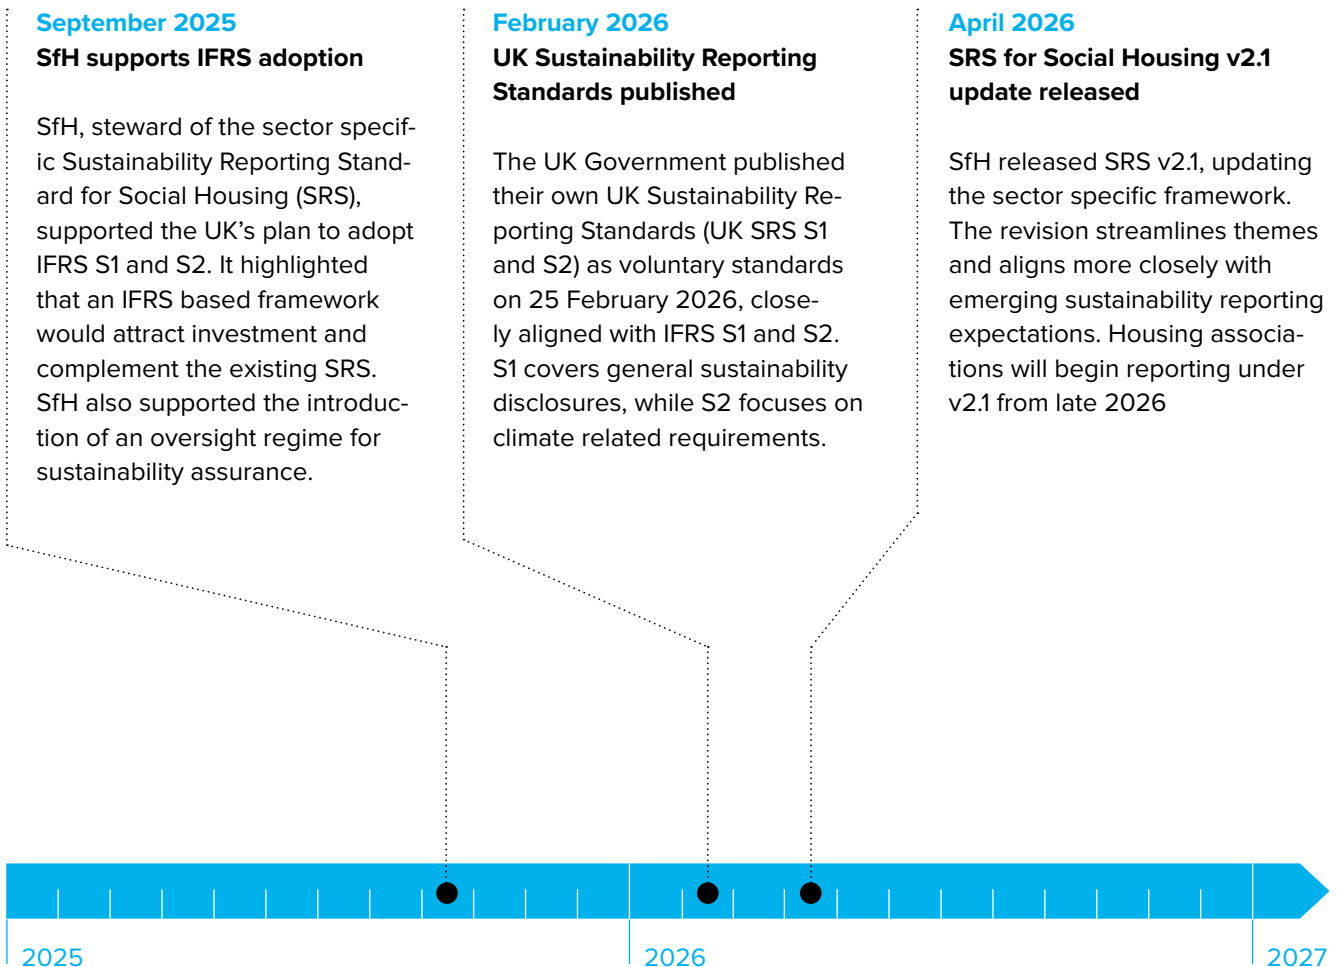 September 2025
SfH supports IFRS adoption
SfH, steward of the sector specif-
ic Sustainability Reporting Stand-
ard for Social Housing (SRS),
supported the UK’s plan to adopt
IFRS S1 and S2. It highlighted
that an IFRS based framework
would attract investment and
complement the existing SRS.
SfH also supported the introduc-
tion of an oversight regime for
sustainability assurance.
February 2026
UK Sustainability Reporting
Standards published
The UK Government published
their own UK Sustainability Re-
porting Standards (UK SRS S1
and S2) as voluntary standards
on 25 February 2026, close-
ly aligned with IFRS S1 and S2.
S1 covers general sustainability
disclosures, while S2 focuses on
climate related requirements.
April 2026
SRS for Social Housing v2.1
update released
SfH released SRS v2.1, updating
the sector specific framework.
The revision streamlines themes
and aligns more closely with
emerging sustainability reporting
expectations. Housing associa-
tions will begin reporting under
v2.1 from late 2026
2025
2026
2027